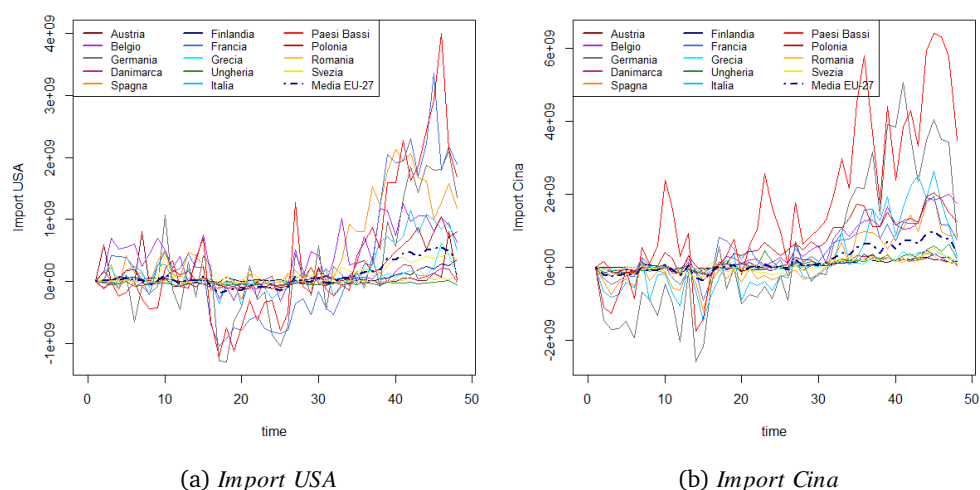 Austria Finlandia Paesi Bassi
Belgio Francia Polonia
Germania Grecia Romania
Danimarca Ungheria Svezia
Spagna Italia Media EU-27
Import USA
-1e+09 0e+00 1e+09 2e+09 3e+09 4e+09
0 10 20 30 40 50
time
(a) Import USA
Austria Finlandia Paesi Bassi
Belgio Francia Polonia
Germania Grecia Romania
Danimarca Ungheria Svezia
Spagna Italia Media EU-27
Import Cina
-2e+09 0e+00 2e+09 4e+09 6e+09
0 10 20 30 40 50
time
(b) Import Cina